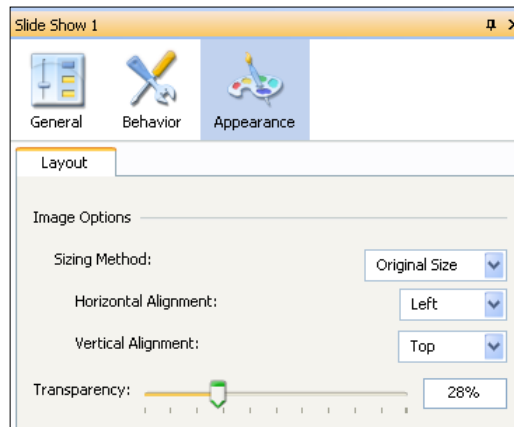 Slide Show 1
General Behavior Appearance
Layout
Image Options
Sizing Method: Original Size
Horizontal Alignment: Left
Vertical Alignment: Top
Transparency: 28%